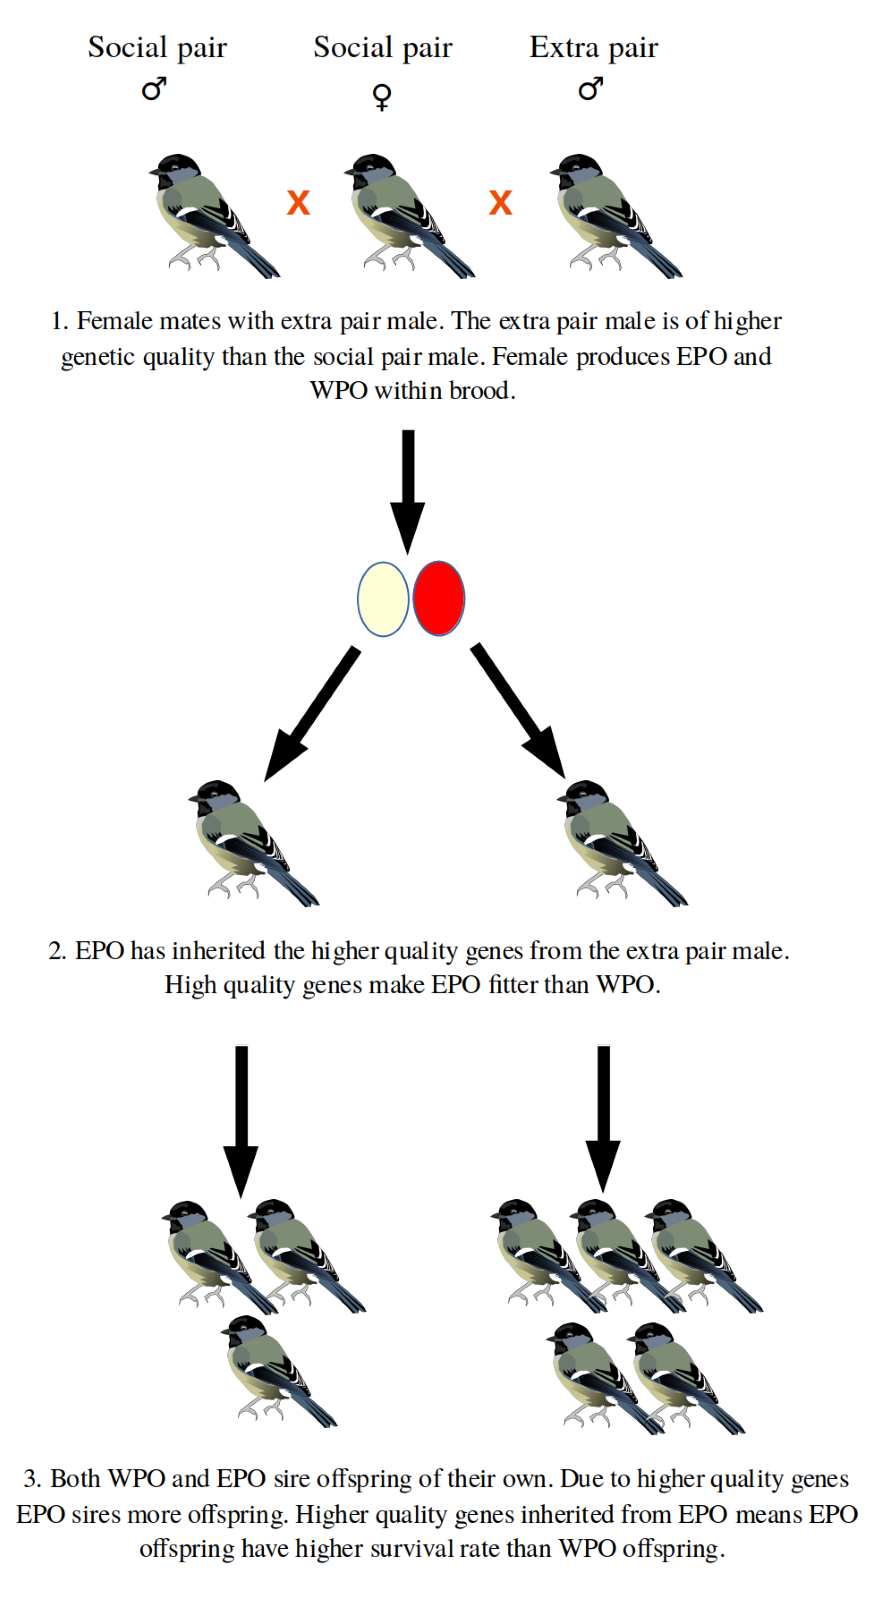 Social pair Social pair Extra pair
♂ ♀ ♂
x x
1. Female mates with extra pair male. The extra pair male is of higher
genetic quality than the social pair male. Female produces EPO and
WPO within brood.
2. EPO has inherited the higher quality genes from the extra pair male.
High quality genes make EPO fitter than WPO.
3. Both WPO and EPO sire offspring of their own. Due to higher quality genes
EPO sires more offspring. Higher quality genes inherited from EPO means EPO
offspring have higher survival rate than WPO offspring.